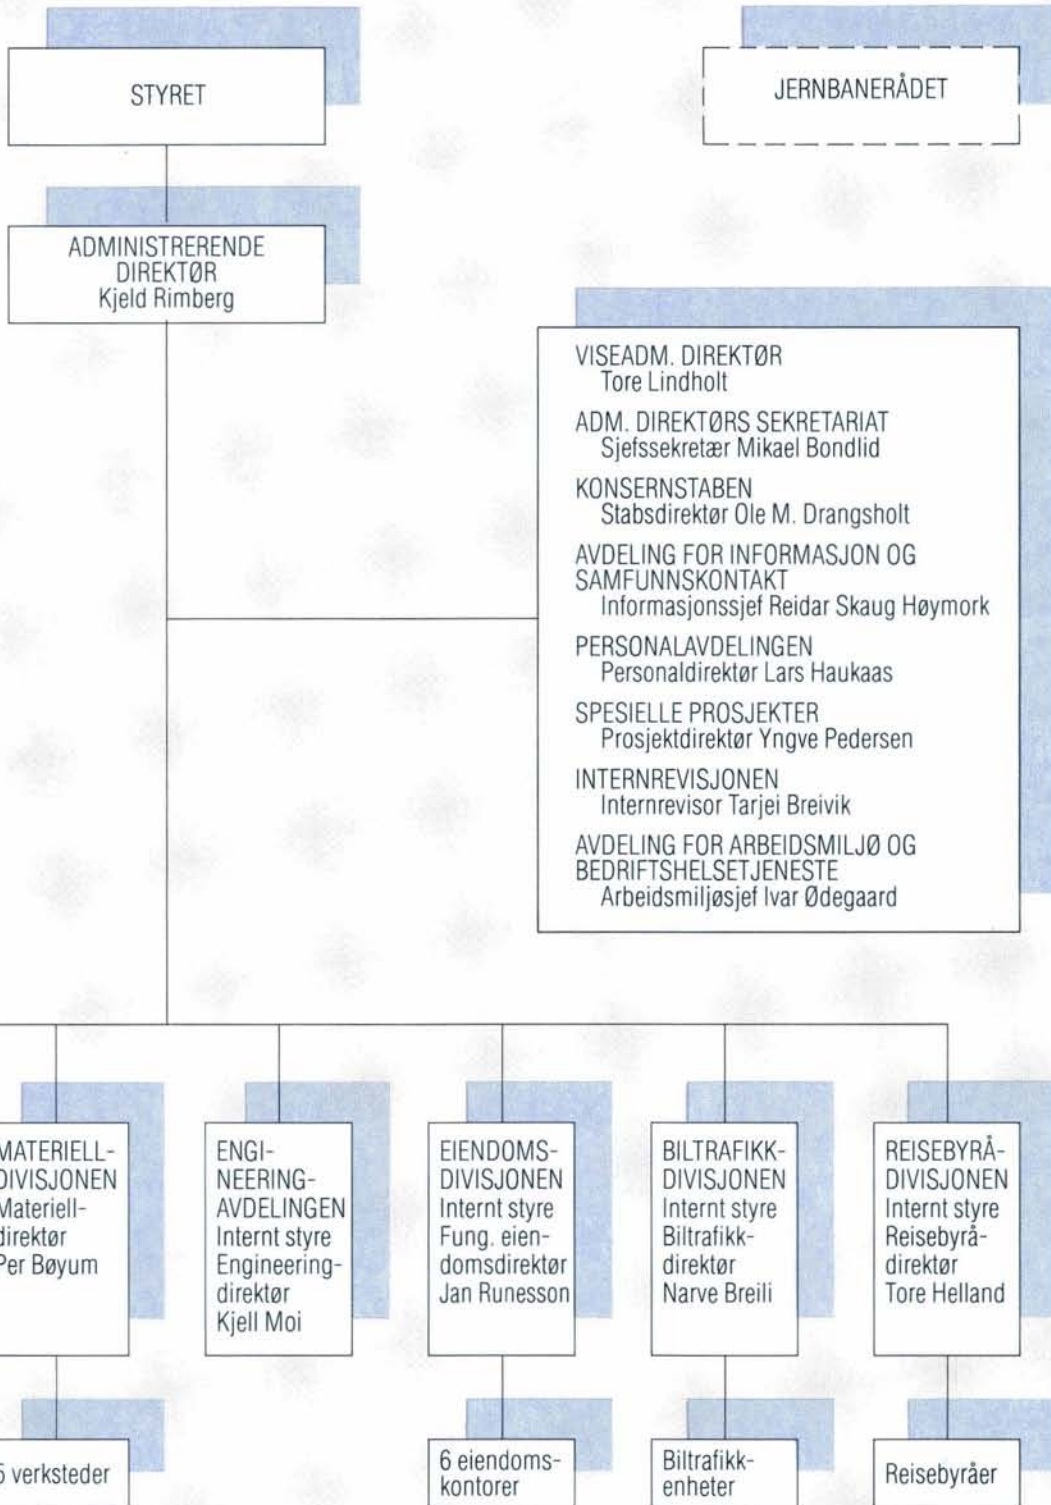 STYRET
JERNBANERÅDET
ADMINISTRERENDE
DIREKTØR
Kjeld Rimberg
VISEADM. DIREKTØR
Tore Lindholt
ADM. DIREKTØRS SEKRETARIAT
Sjefssekretær Mikael Bondlid
KONSERNSTABEN
Stabsdirektør Ole M. Drangsholt
AVDELING FOR INFORMASJON OG
SAMFUNNSKONTAKT
Informasjonssjef Reidar Skaug Høymork
PERSONALAVDELINGEN
Personaldirektør Lars Haukaas
SPESIELLE PROSJEKTER
Prosjektdirektør Yngve Pedersen
INTERNREVISJONEN
Internrevisor Tarjei Breivik
AVDELING FOR ARBEIDSMILJØ OG
BEDRIFTSHELSETJENESTE
Arbeidsmiljøsjef Ivar Ødegaard
MATERIELL-
DIVISJONEN
Materiell-
direktør
Per Bøyum
ENGI-
NEERING-
AVDELINGEN
Internt styre
Engineering-
direktør
Kjell Moi
EIENDOMS-
DIVISJONEN
Internt styre
Fung. eien-
domsdirektør
Jan Runesson
BILTRAFIKK-
DIVISJONEN
Internt styre
Biltrafikk-
direktør
Narve Breili
REISEBYRÅ-
DIVISJONEN
Internt styre
Reisebyrå-
direktør
Tore Helland
5 verksteder
6 eiendoms-
kontorer
Biltrafikk-
enheter
Reisebyråer